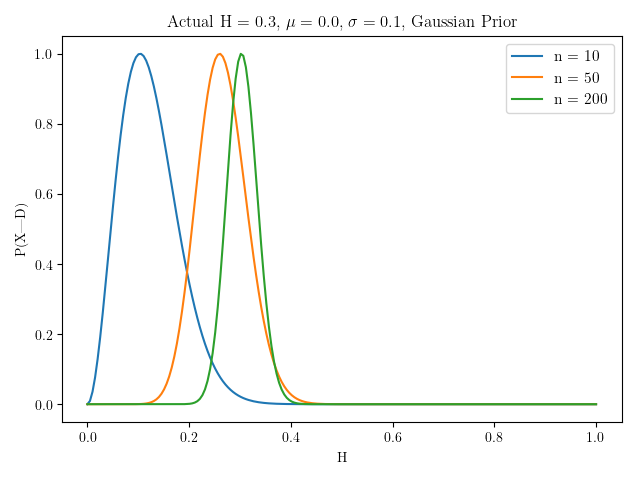 Actual H = 0.3, μ = 0.0, σ = 0.1, Gaussian Prior
n = 10
n = 50
n = 200
P(X—D)
1.0
0.8
0.6
0.4
0.2
0.0
0.0 0.2 0.4 0.6 0.8 1.0
H